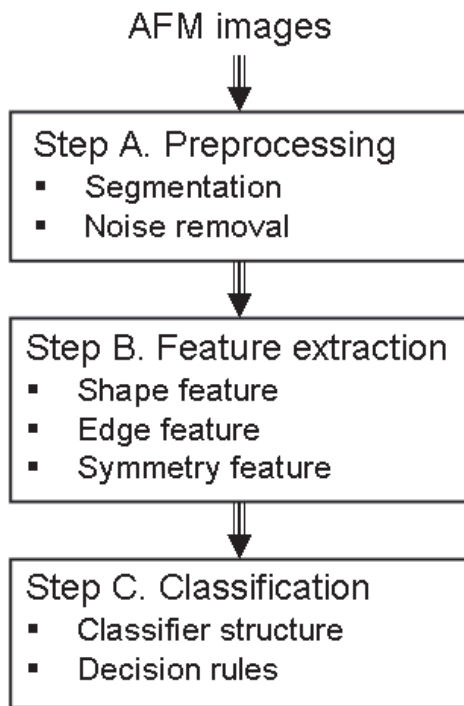 AFM images
Step A. Preprocessing
▪ Segmentation
▪ Noise removal
Step B. Feature extraction
▪ Shape feature
▪ Edge feature
▪ Symmetry feature
Step C. Classification
▪ Classifier structure
▪ Decision rules